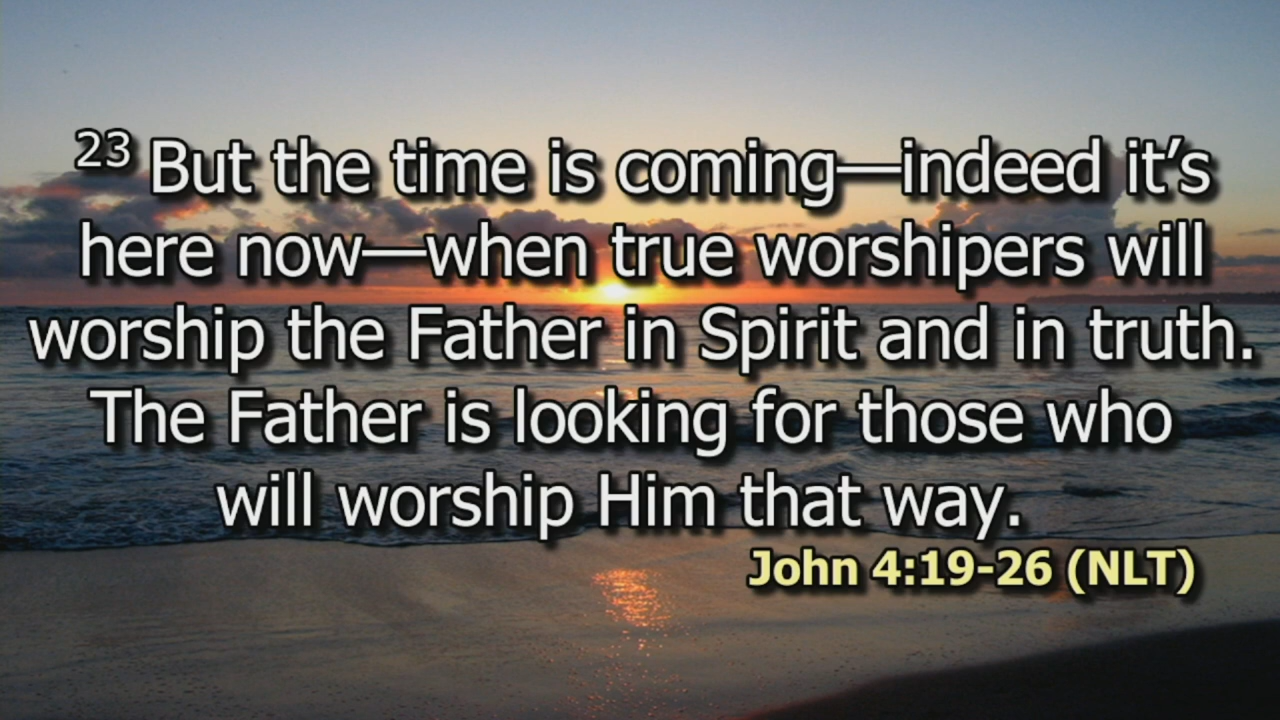 23 But the time is coming—indeed it’s
here now—when true worshipers will
worship the Father in Spirit and in truth.
The Father is looking for those who
will worship Him that way.
John 4:19-26 (NLT)